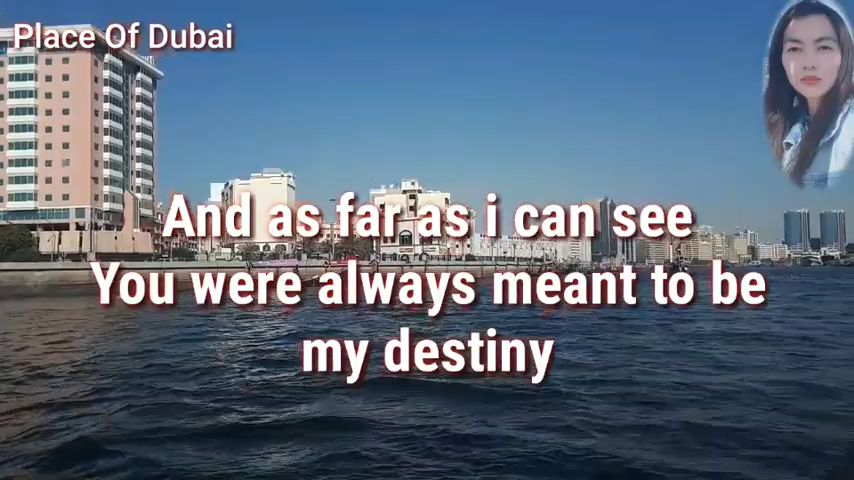 Place Of Dubai
And as far as i can see
You were always meant to be
my destiny